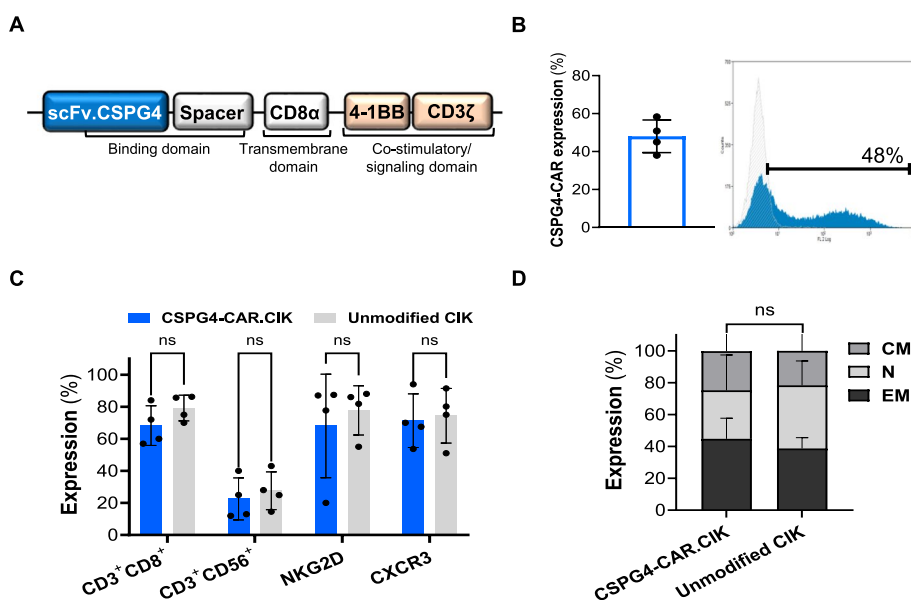 A
scFv.CSPG4 Spacer CD8α 4-1BB CD3ζ
Binding domain
Transmembrane
domain
Co-stimulatory/
signaling domain
B
CSPG4-CAR expression (%)
80
60
40
20
0
48%
FL 2 Log
C
CSPG4-CAR.CIK Unmodified CIK
ns ns ns ns
Expression (%)
100
80
60
40
20
0
CD3⁺CD8⁺
CD3⁺CD56⁺
NKG2D
CXCR3
D
ns
Expression (%)
100
80
60
40
20
0
CM
N
EM
CSPG4-CAR.CIK
Unmodified CIK